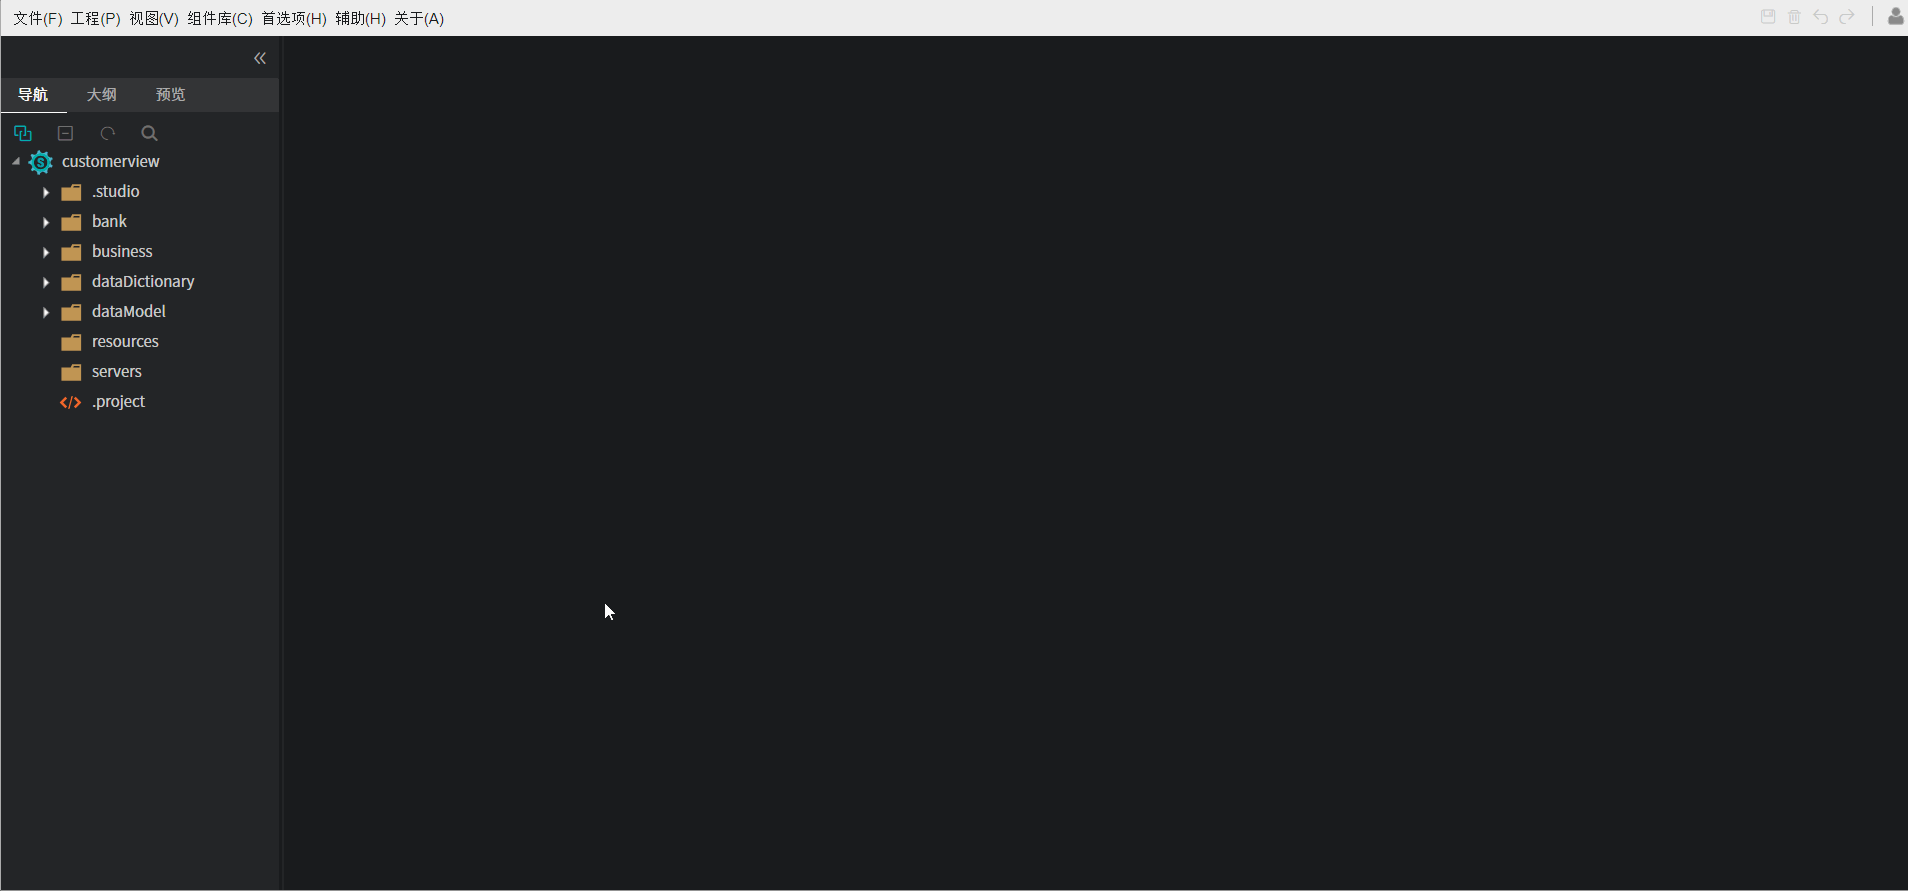 文件(F) 工程(P) 视图(V) 组件库(C) 首选项(H) 辅助(H) 关于(A)
导航 大纲 预览
customerview
.studio
bank
business
dataDictionary
dataModel
resources
servers
.project